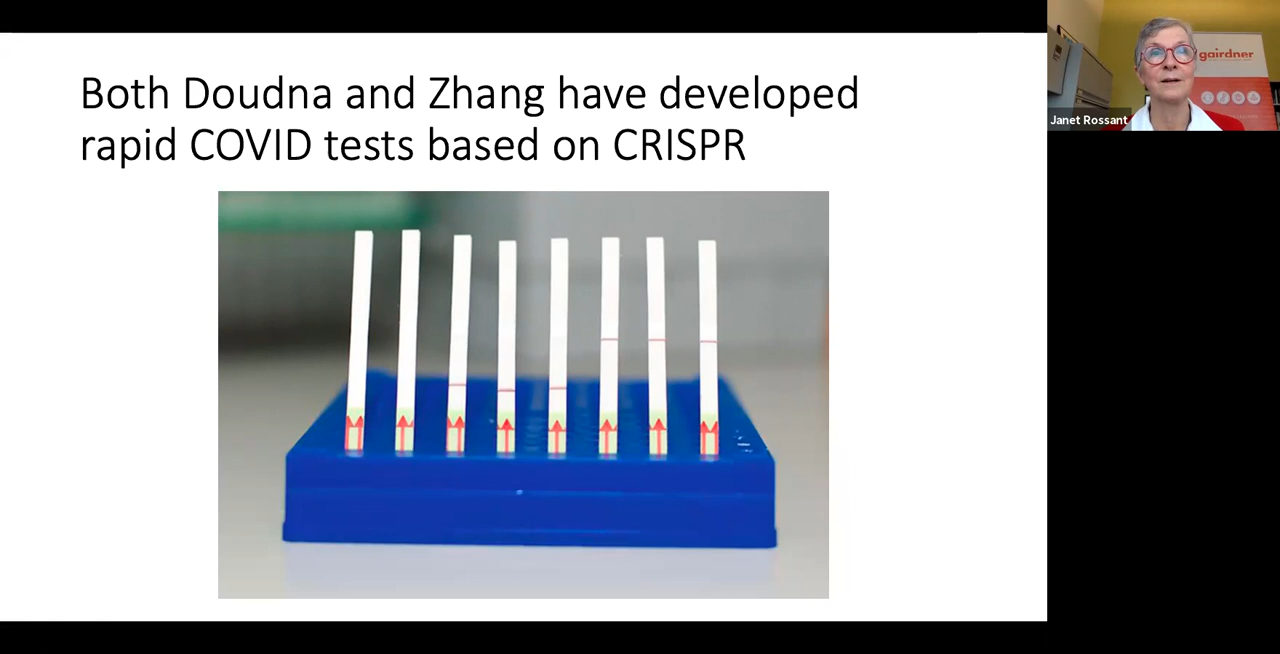 Both Doudna and Zhang have developed
rapid COVID tests based on CRISPR
gairdner
Janet Rossant